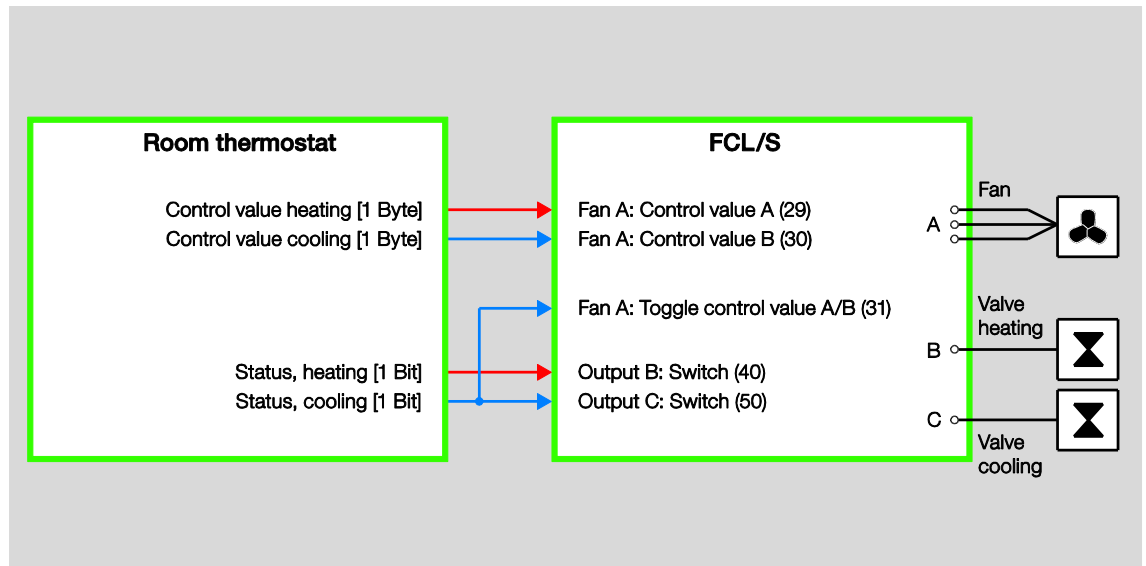 Room thermostat
FCL/S
Control value heating [1 Byte]
Control value cooling [1 Byte]
Status, heating [1 Bit]
Status, cooling [1 Bit]
Fan A: Control value A (29)
Fan A: Control value B (30)
Fan A: Toggle control value A/B (31)
Output B: Switch (40)
Output C: Switch (50)
A
B
C
Fan
Valve
heating
Valve
cooling